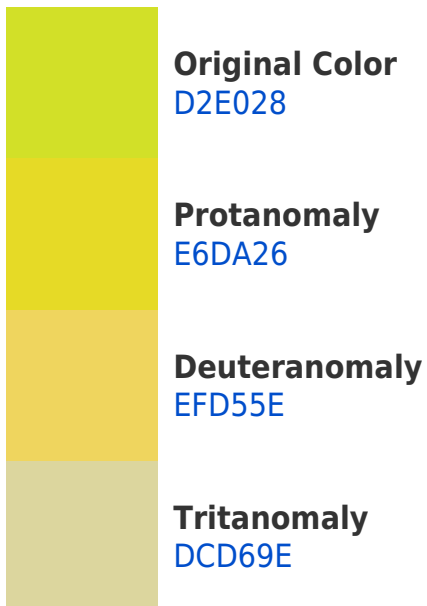 Original Color
D2E028
Protanomaly
E6DA26
Deuteranomaly
EFD55E
Tritanomaly
DCD69E